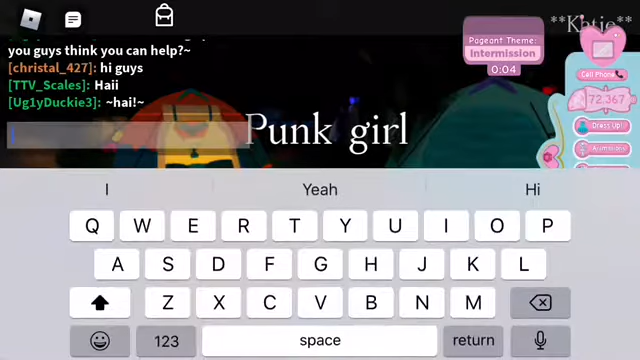 **Katie**
Pageant Theme:
Intermission
0:04
you guys think you can help?~
[christal_427]: hi guys
[TTV_Scales]: Haii
[Ug1yDuckie3]: ~hai!~
Cell Phone
72,367
Dress Up!
Animations
Punk girl
I Yeah Hi
Q W E R T Y U I O P
A S D F G H J K L
Z X C V B N M
123 space return